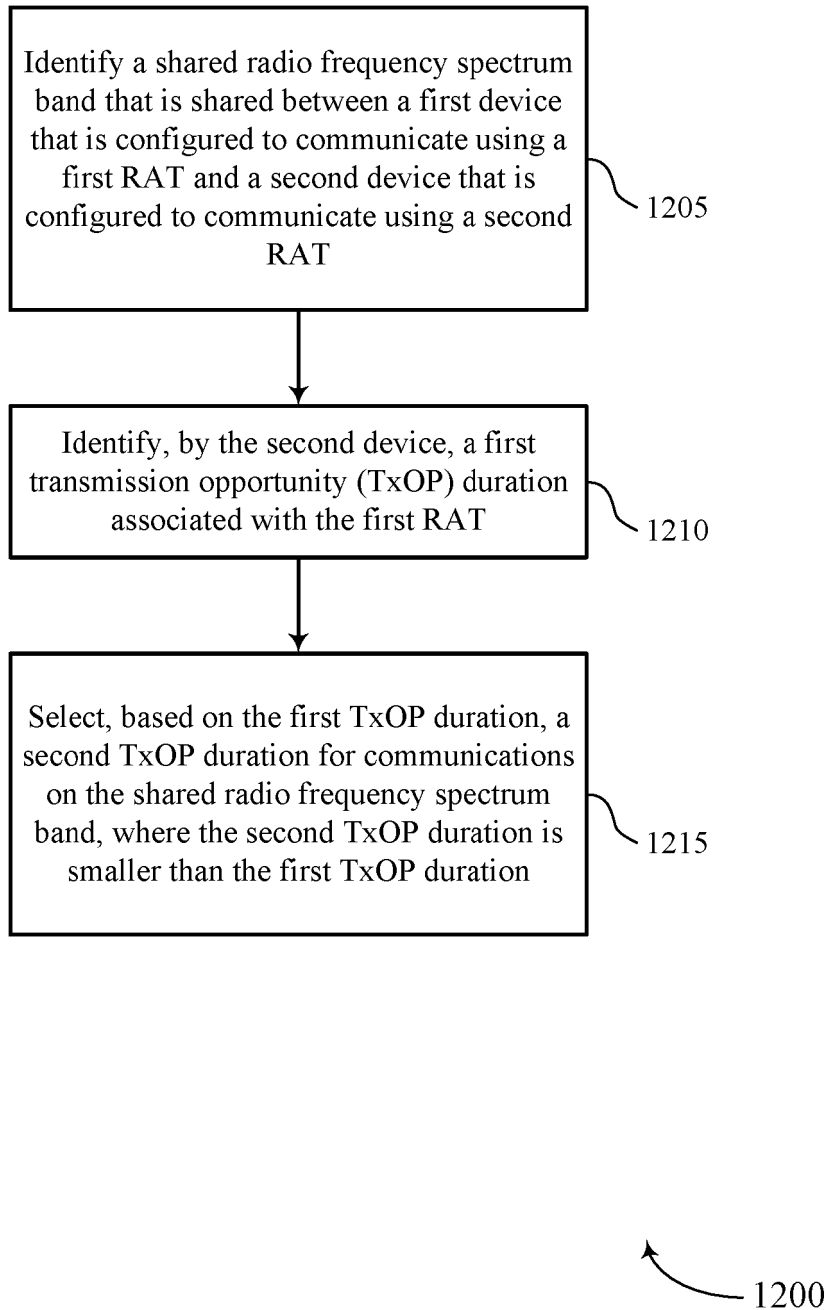 Identify a shared radio frequency spectrum
band that is shared between a first device
that is configured to communicate using a
first RAT and a second device that is
configured to communicate using a second
RAT
1205
Identify, by the second device, a first
transmission opportunity (TxOP) duration
associated with the first RAT
1210
Select, based on the first TxOP duration, a
second TxOP duration for communications
on the shared radio frequency spectrum
band, where the second TxOP duration is
smaller than the first TxOP duration
1215
1200